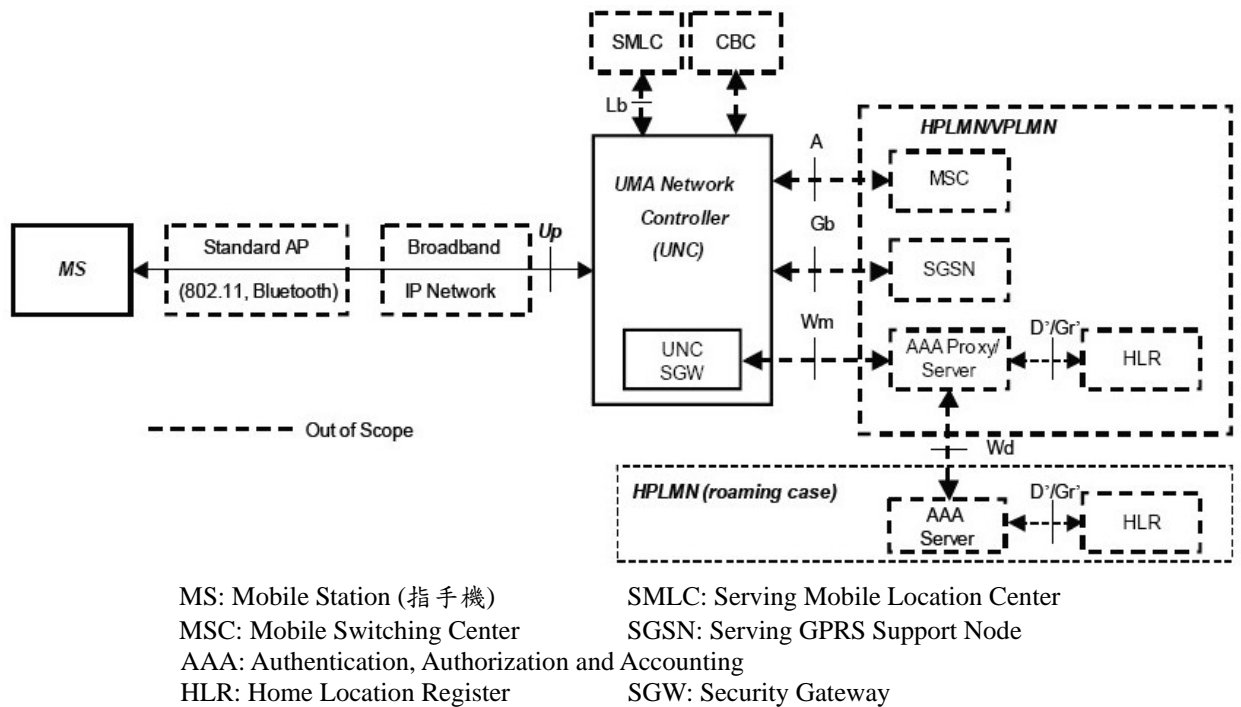 SMLC
CBC
Lb
HPLMN/VPLMN
A
MSC
UMA Network
Controller
(UNC)
Gb
Up
Standard AP
(802.11, Bluetooth)
Broadband
IP Network
MS
SGSN
Wm
D'/Gr'
UNC
SGW
AAA Proxy/
Server
HLR
Out of Scope
Wd
HPLMN (roaming case)
D'/Gr'
AAA
Server
HLR
MS: Mobile Station (指手機)
SMLC: Serving Mobile Location Center
MSC: Mobile Switching Center
SGSN: Serving GPRS Support Node
AAA: Authentication, Authorization and Accounting
HLR: Home Location Register
SGW: Security Gateway